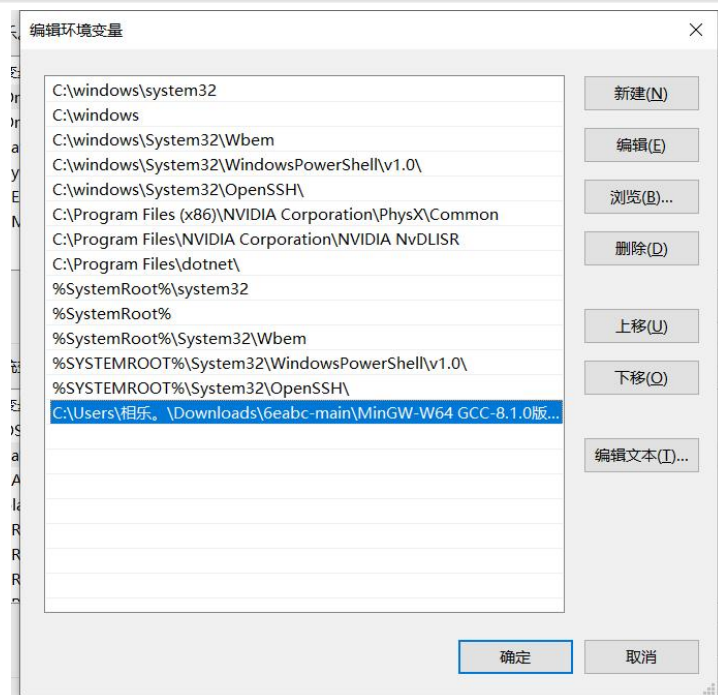 编辑环境变量
C:\windows\system32
C:\windows
C:\windows\System32\Wbem
C:\windows\System32\WindowsPowerShell\v1.0\
C:\windows\System32\OpenSSH\
C:\Program Files (x86)\NVIDIA Corporation\PhysX\Common
C:\Program Files\NVIDIA Corporation\NVIDIA NvDLISR
C:\Program Files\dotnet\
%SystemRoot%\system32
%SystemRoot%
%SystemRoot%\System32\Wbem
%SYSTEMROOT%\System32\WindowsPowerShell\v1.0\
%SYSTEMROOT%\System32\OpenSSH\
C:\Users\相乐。\Downloads\6eabc-main\MinGW-W64 GCC-8.1.0版...
新建(N)
编辑(E)
浏览(B)...
删除(D)
上移(U)
下移(O)
编辑文本(T)...
确定
取消